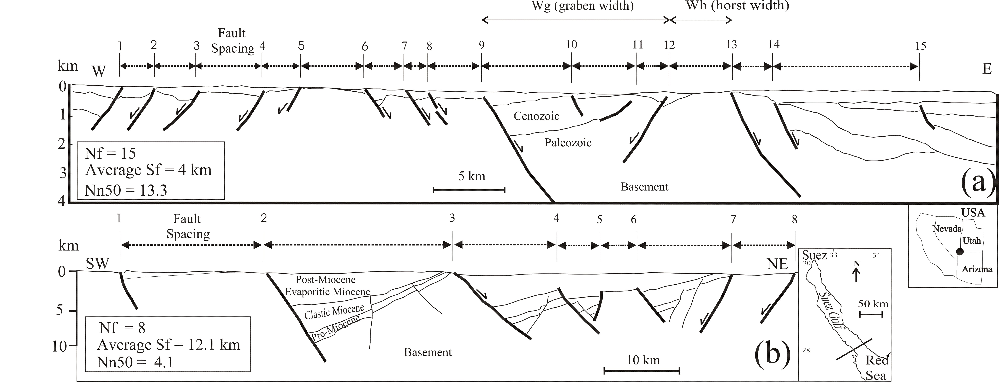 Wg (graben width) Wh (horst width)
Fault
Spacing
1 2 3 4 5 6 7 8 9 10 11 12 13 14 15
km W E
0
1
2
3
4
Cenozoic
Paleozoic
Basement
5 km
Nf = 15
Average Sf = 4 km
Nn50 = 13.3
(a)
USA
Nevada
Utah
Arizona
1 2 3 4 5 6 7 8
Fault
Spacing
km
SW NE
0
5
10
Post-Miocene
Evaporitic Miocene
Clastic Miocene
Pre-Miocene
Basement
10 km
Nf = 8
Average Sf = 12.1 km
Nn50 = 4.1
(b)
Suez 33 34
30
N
50 km
Suez Gulf
28
Red
Sea